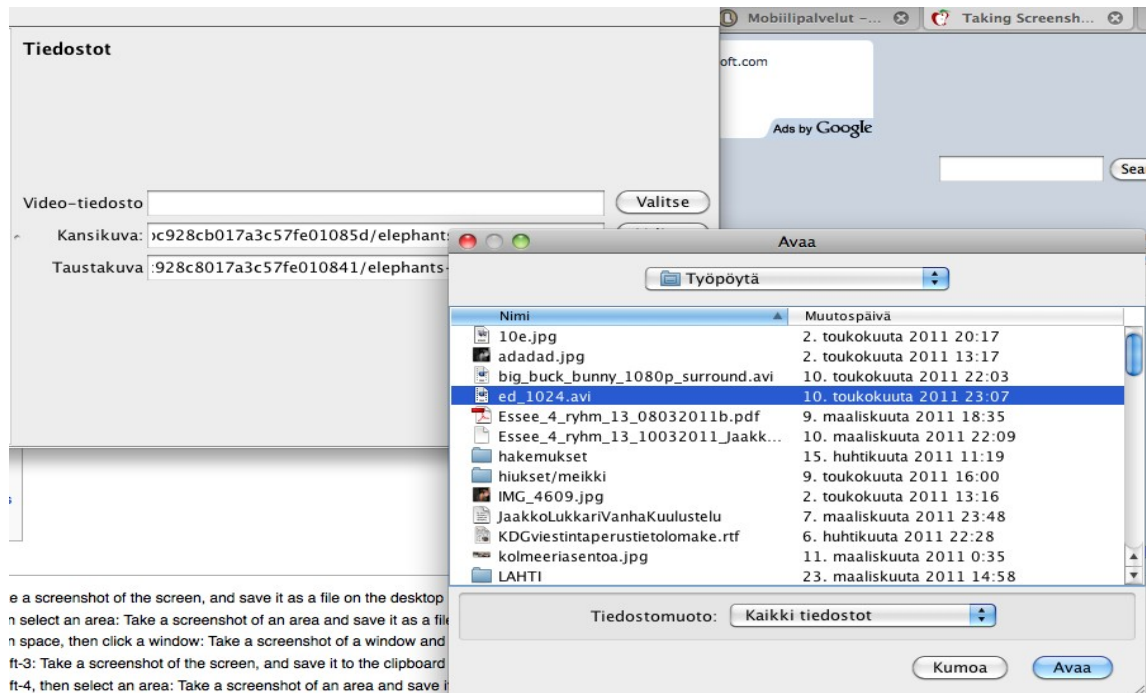 Mobiilipalvelut -...
Taking Screensh...
Tiedostot
oft.com
Ads by Google
Sea
Video-tiedosto
Valitse
Kansikuva: 928cb017a3c57fe01085d/elephants
Taustakuva :928c8017a3c57fe010841/elephants-
Avaa
Työpöytä
Nimi Muutospäivä
10e.jpg 2. toukokuuta 2011 20:17
adadad.jpg 2. toukokuuta 2011 13:17
big_buck_bunny_1080p_surround.avi 10. toukokuuta 2011 22:03
ed_1024.avi 10. toukokuuta 2011 23:07
Essee_4_ryhm_13_08032011b.pdf 9. maaliskuuta 2011 18:35
Essee_4_ryhm_13_10032011_Jaakk... 10. maaliskuuta 2011 22:09
hakemukset 15. huhtikuuta 2011 11:19
hiukset/meikki 9. toukokuuta 2011 16:00
IMG_4609.jpg 2. toukokuuta 2011 13:16
JaakkoLukkariVanhaKuulustelu 7. maaliskuuta 2011 23:48
KDGviestintaperustietolomake.rtf 6. huhtikuuta 2011 22:28
kolmeeriasentoa.jpg 11. maaliskuuta 2011 0:35
LAHTI 23. maaliskuuta 2011 14:58
Tiedostomuoto: Kaikki tiedostot
Kumoa Avaa
s
e a screenshot of the screen, and save it as a file on the desktop
n select an area: Take a screenshot of an area and save it as a file
n space, then click a window: Take a screenshot of a window and
ft-3: Take a screenshot of the screen, and save it to the clipboard
ft-4, then select an area: Take a screenshot of an area and save i